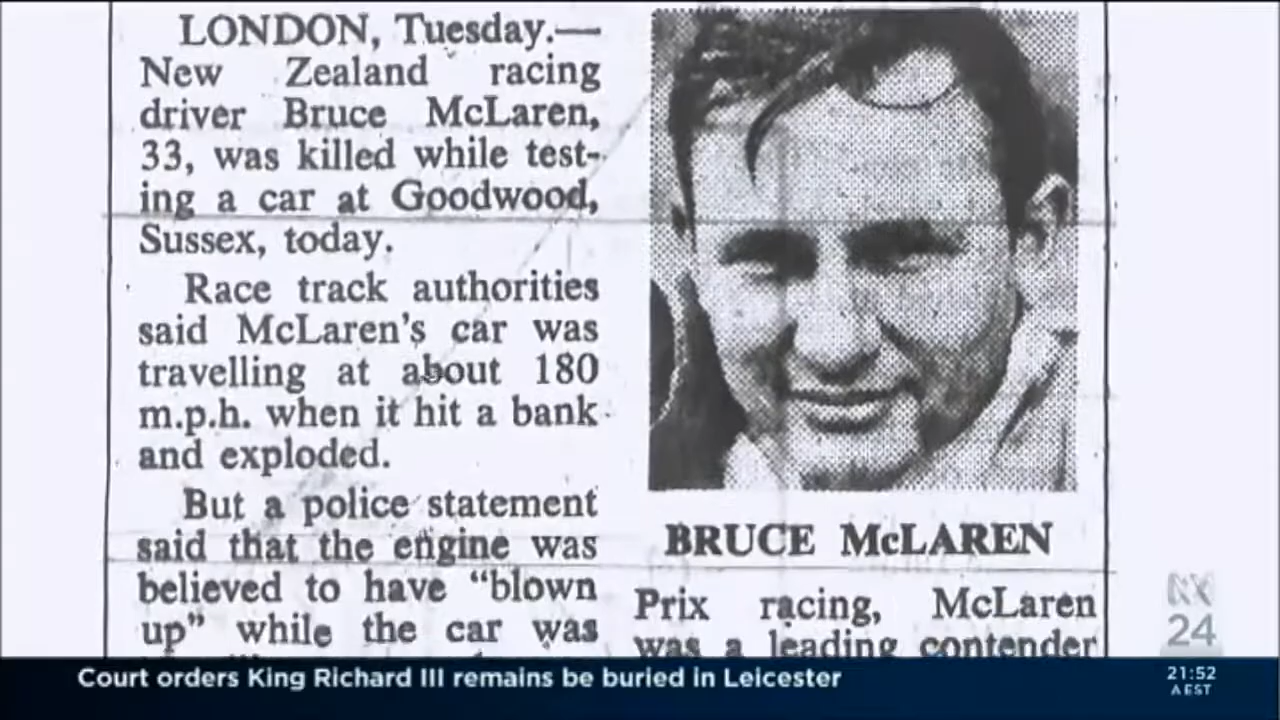 LONDON, Tuesday.—
New Zealand racing
driver Bruce McLaren,
33, was killed while test-
ing a car at Goodwood,
Sussex, today.
Race track authorities
said McLaren's car was
travelling at about 180
m.p.h. when it hit a bank
and exploded.
But a police statement
said that the engine was
believed to have "blown
up" while the car was
BRUCE McLAREN
Prix racing, McLaren
was a leading contender
24
Court orders King Richard III remains be buried in Leicester
21:52
AEST